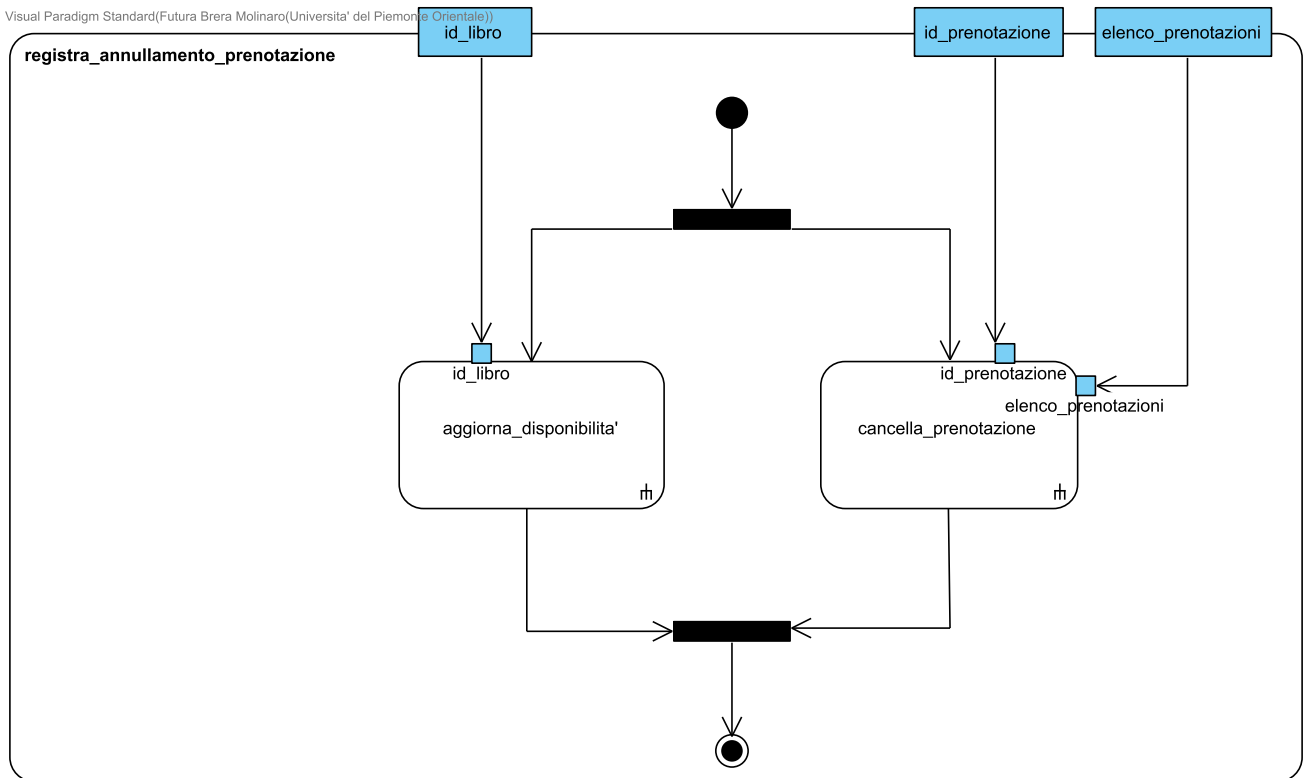 Visual Paradigm Standard(Futura Brera Molinaro(Universita' del Piemonte Orientale))
id_libro
id_prenotazione
elenco_prenotazioni
registra_annullamento_prenotazione
id_libro
id_prenotazione
elenco_prenotazioni
aggiorna_disponibilita'
cancella_prenotazione